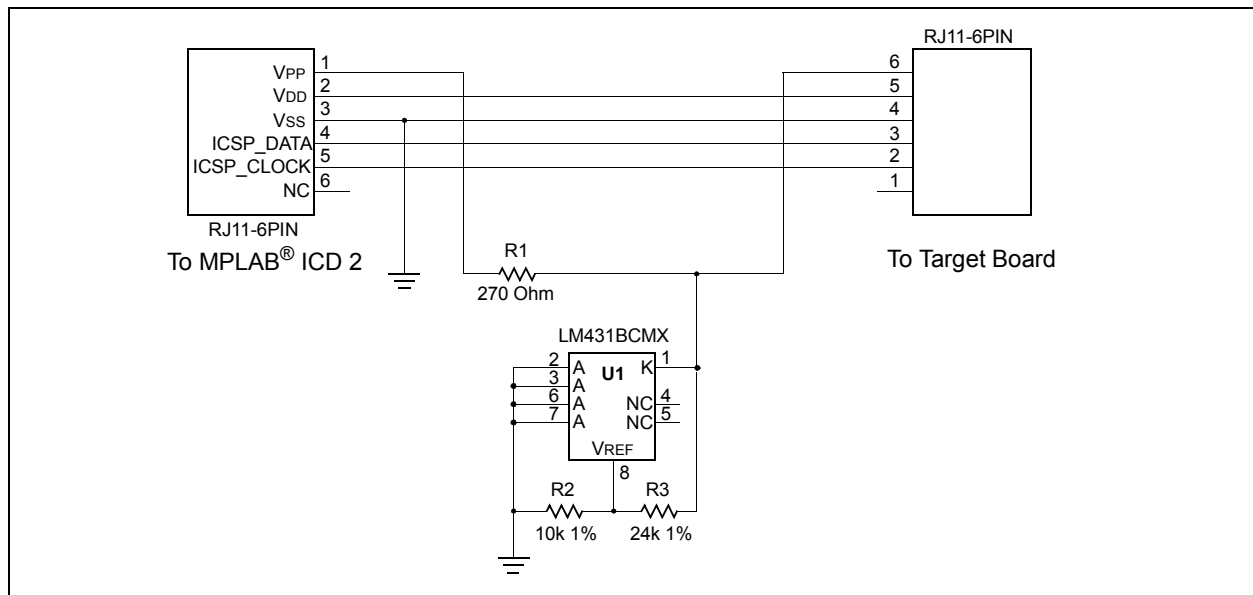 RJ11-6PIN
VPP 1
VDD 2
VSS 3
ICSP_DATA 4
ICSP_CLOCK 5
NC 6
RJ11-6PIN
To MPLAB® ICD 2
6
5
4
3
2
1
To Target Board
R1
270 Ohm
LM431BCMX
2 A U1 K 1
3 A
6 A NC 4
7 A NC 5
VREF
8
R2
10k 1%
R3
24k 1%